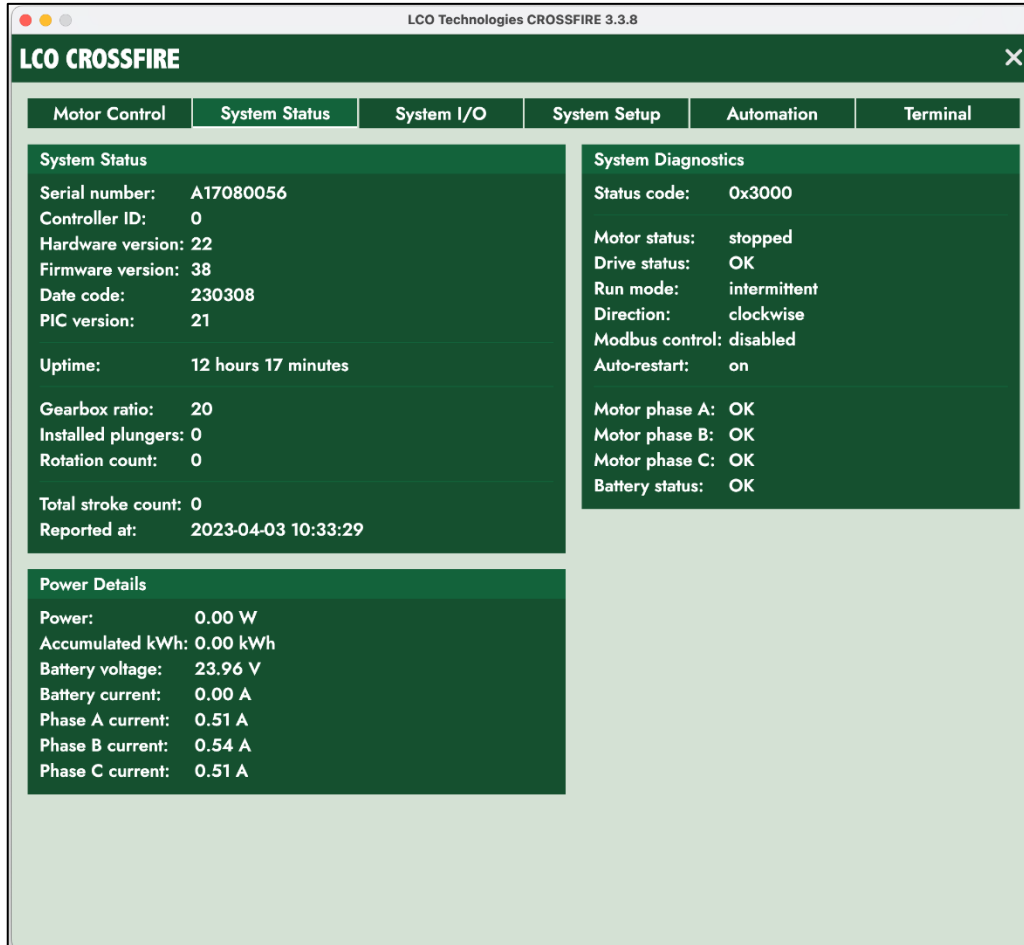 LCO Technologies CROSSFIRE 3.3.8
LCO CROSSFIRE
Motor Control System Status System I/O System Setup Automation Terminal
System Status
Serial number: A17080056
Controller ID: 0
Hardware version: 22
Firmware version: 38
Date code: 230308
PIC version: 21
Uptime: 12 hours 17 minutes
Gearbox ratio: 20
Installed plungers: 0
Rotation count: 0
Total stroke count: 0
Reported at: 2023-04-03 10:33:29
Power Details
Power: 0.00 W
Accumulated kWh: 0.00 kWh
Battery voltage: 23.96 V
Battery current: 0.00 A
Phase A current: 0.51 A
Phase B current: 0.54 A
Phase C current: 0.51 A
System Diagnostics
Status code: 0x3000
Motor status: stopped
Drive status: OK
Run mode: intermittent
Direction: clockwise
Modbus control: disabled
Auto-restart: on
Motor phase A: OK
Motor phase B: OK
Motor phase C: OK
Battery status: OK